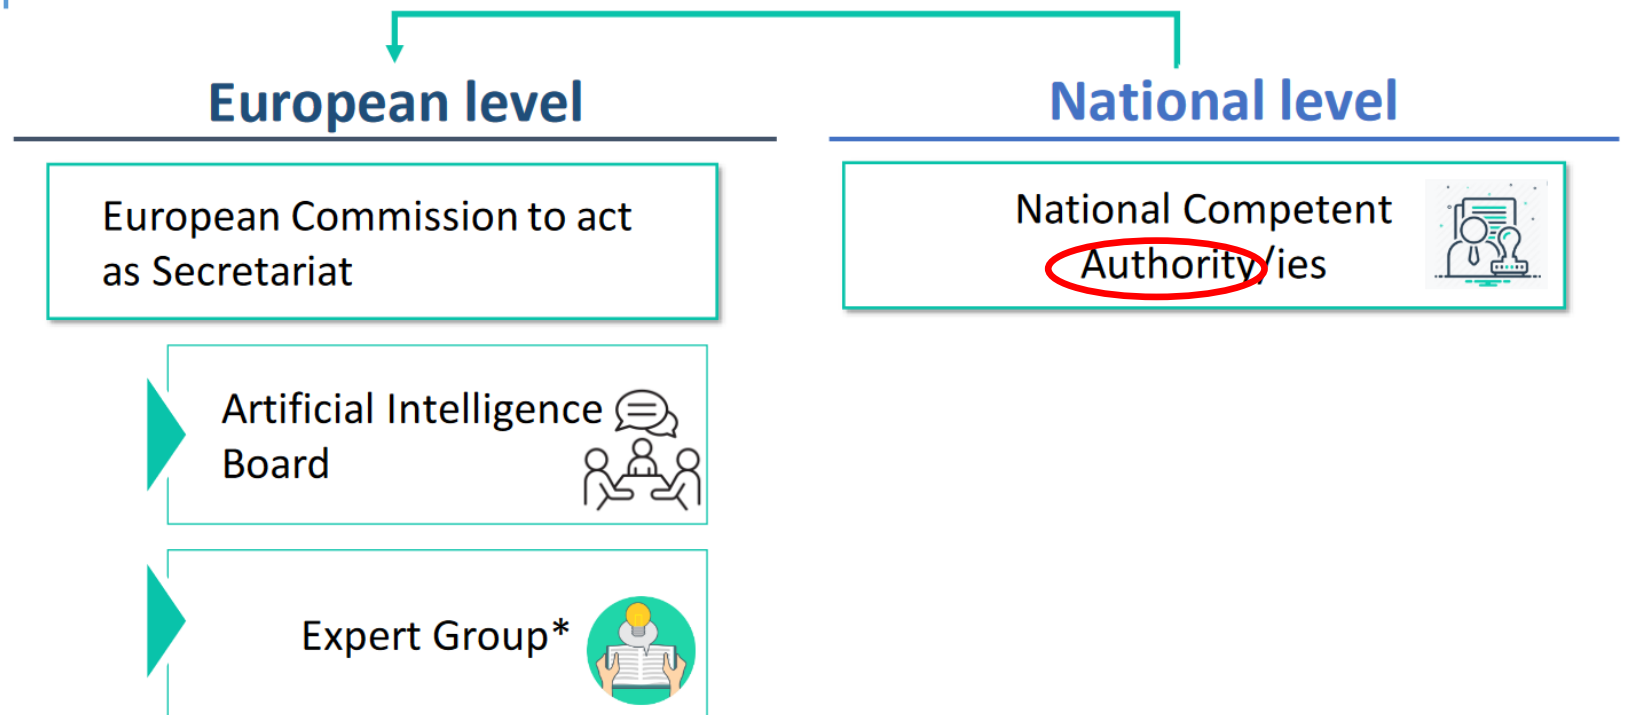 European level
National level
European Commission to act
as Secretariat
National Competent
Authority/ies
Artificial Intelligence
Board
Expert Group*